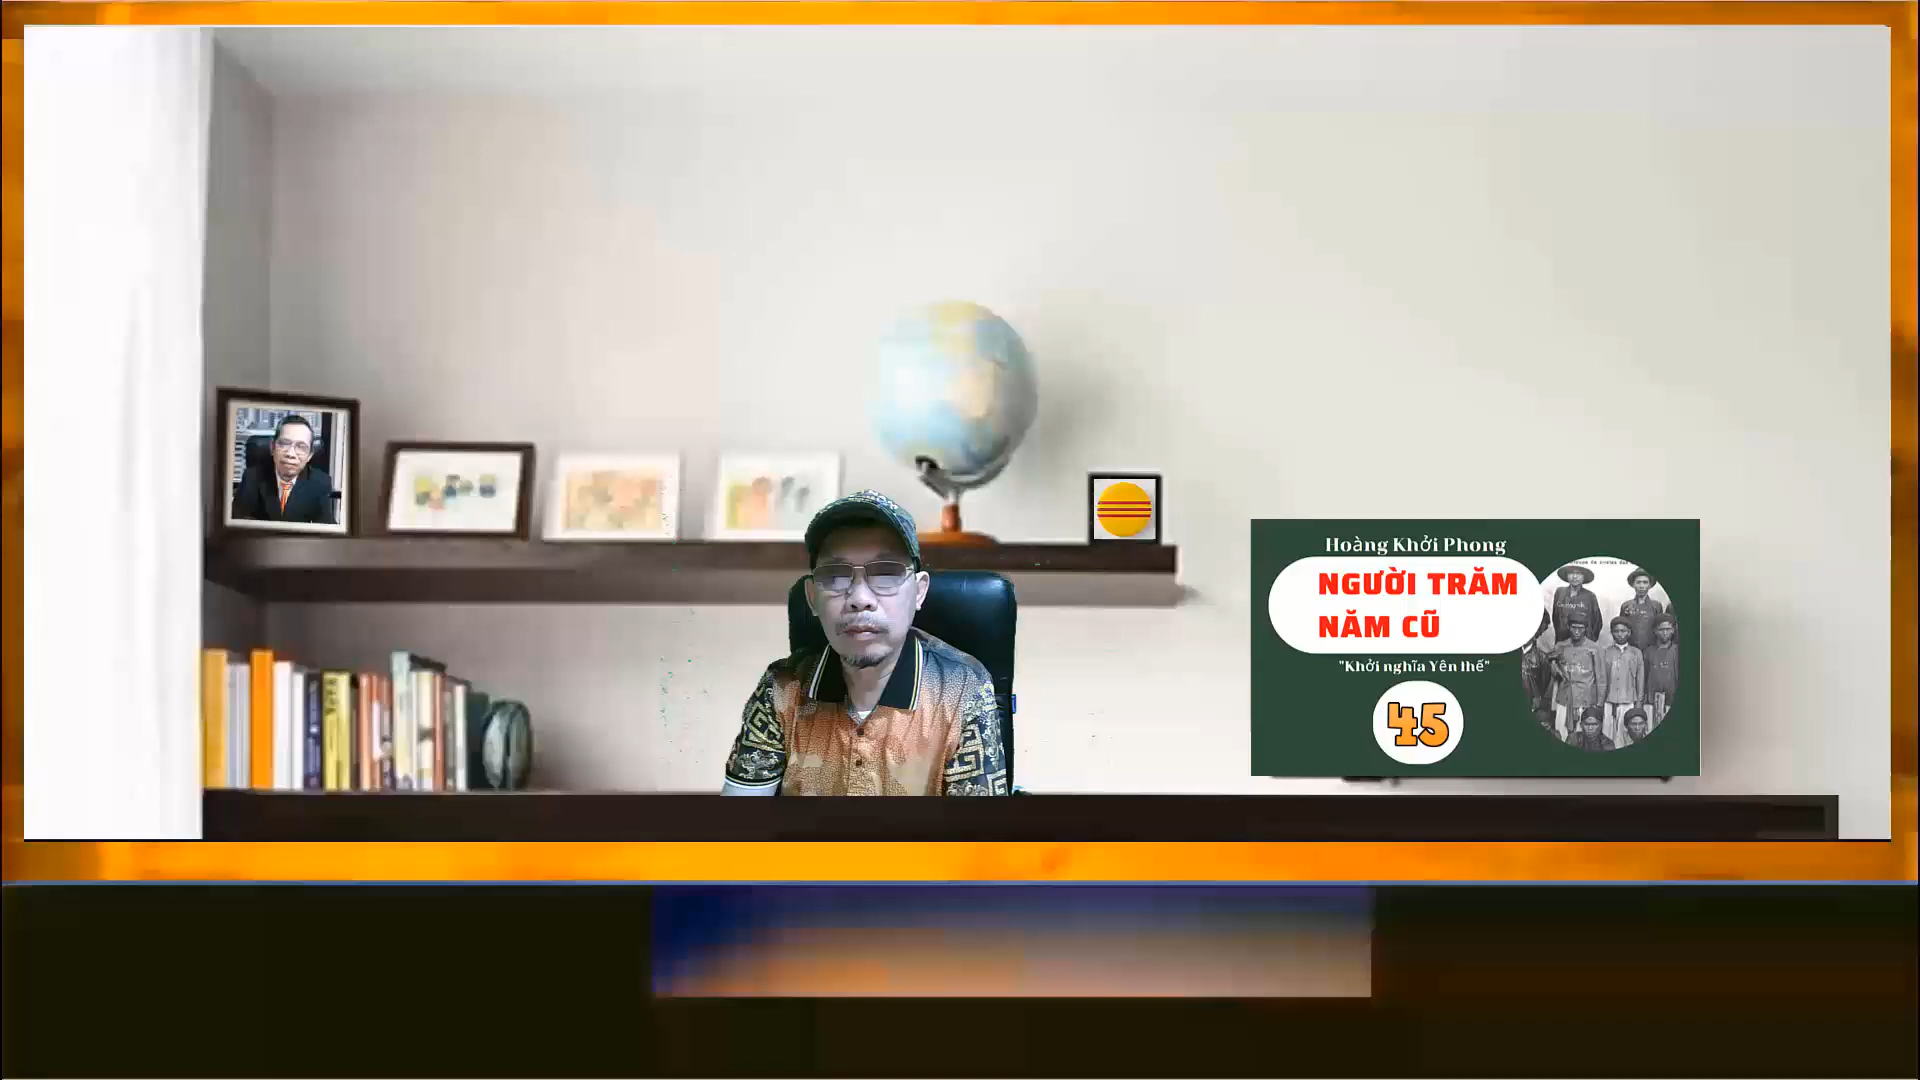 Hoàng Khởi Phong
NGƯỜI TRĂM
NĂM CŨ
"Khởi nghĩa Yên thế"
45